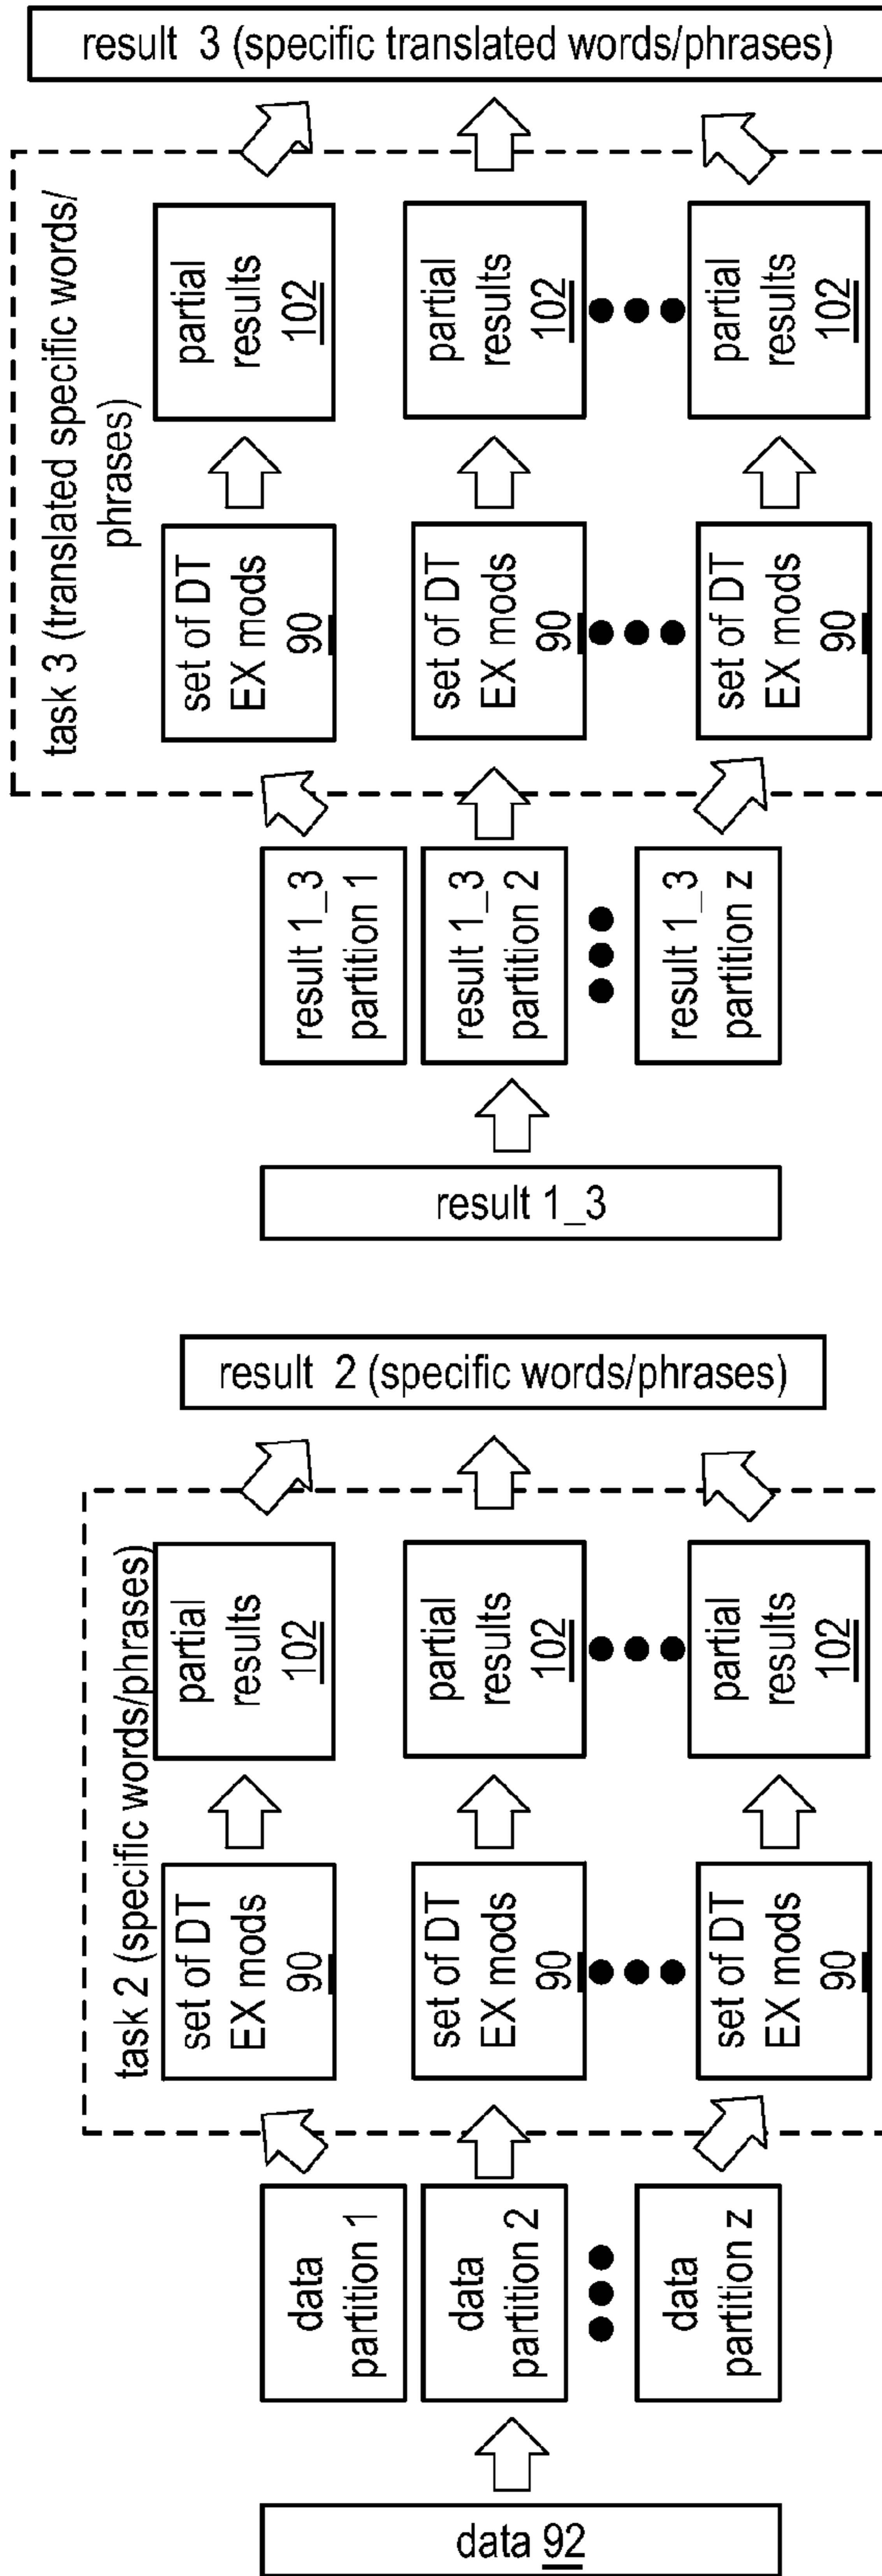 data 92
data
partition 1
data
partition 2
data
partition z
task 2 (specific words/phrases)
set of DT
EX mods
90
partial
results
102
set of DT
EX mods
90
partial
results
102
set of DT
EX mods
90
partial
results
102
result 2 (specific words/phrases)
result 1_3
result 1_3
partition 1
result 1_3
partition 2
result 1_3
partition z
task 3 (translated specific words/
phrases)
set of DT
EX mods
90
partial
results
102
set of DT
EX mods
90
partial
results
102
set of DT
EX mods
90
partial
results
102
result 3 (specific translated words/phrases)